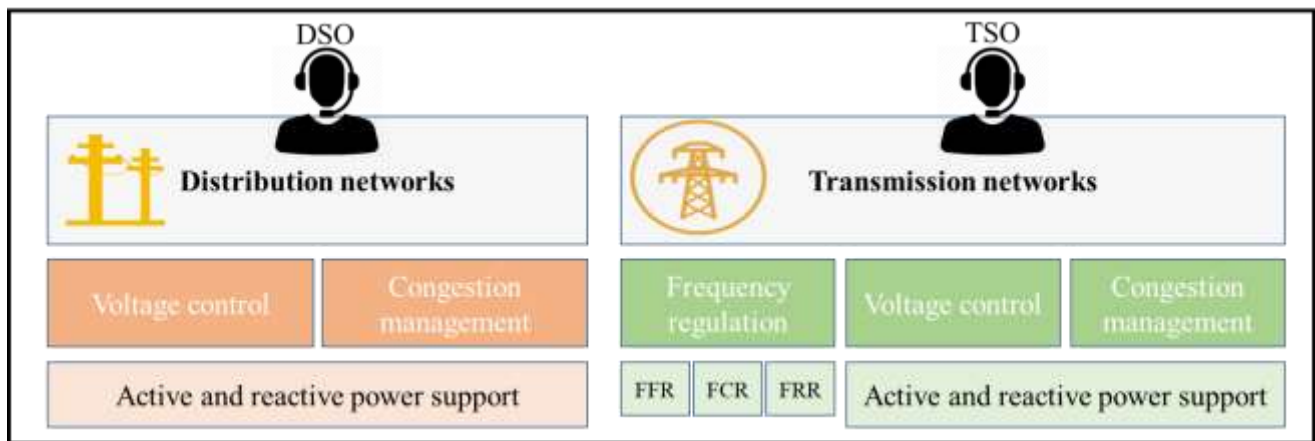 DSO
TSO
Distribution networks
Transmission networks
Voltage control
Congestion
management
Frequency
regulation
Voltage control
Congestion
management
Active and reactive power support
FFR
FCR
FRR
Active and reactive power support